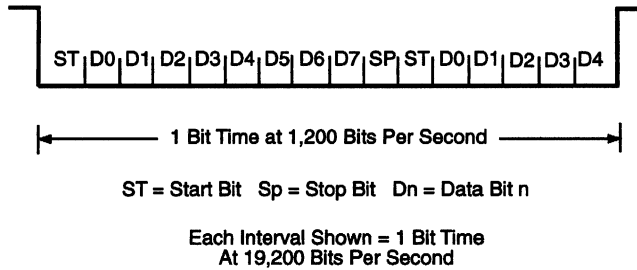 ST D0 D1 D2 D3 D4 D5 D6 D7 SP ST D0 D1 D2 D3 D4
1 Bit Time at 1,200 Bits Per Second
ST = Start Bit Sp = Stop Bit Dn = Data Bit n
Each Interval Shown = 1 Bit Time
At 19,200 Bits Per Second